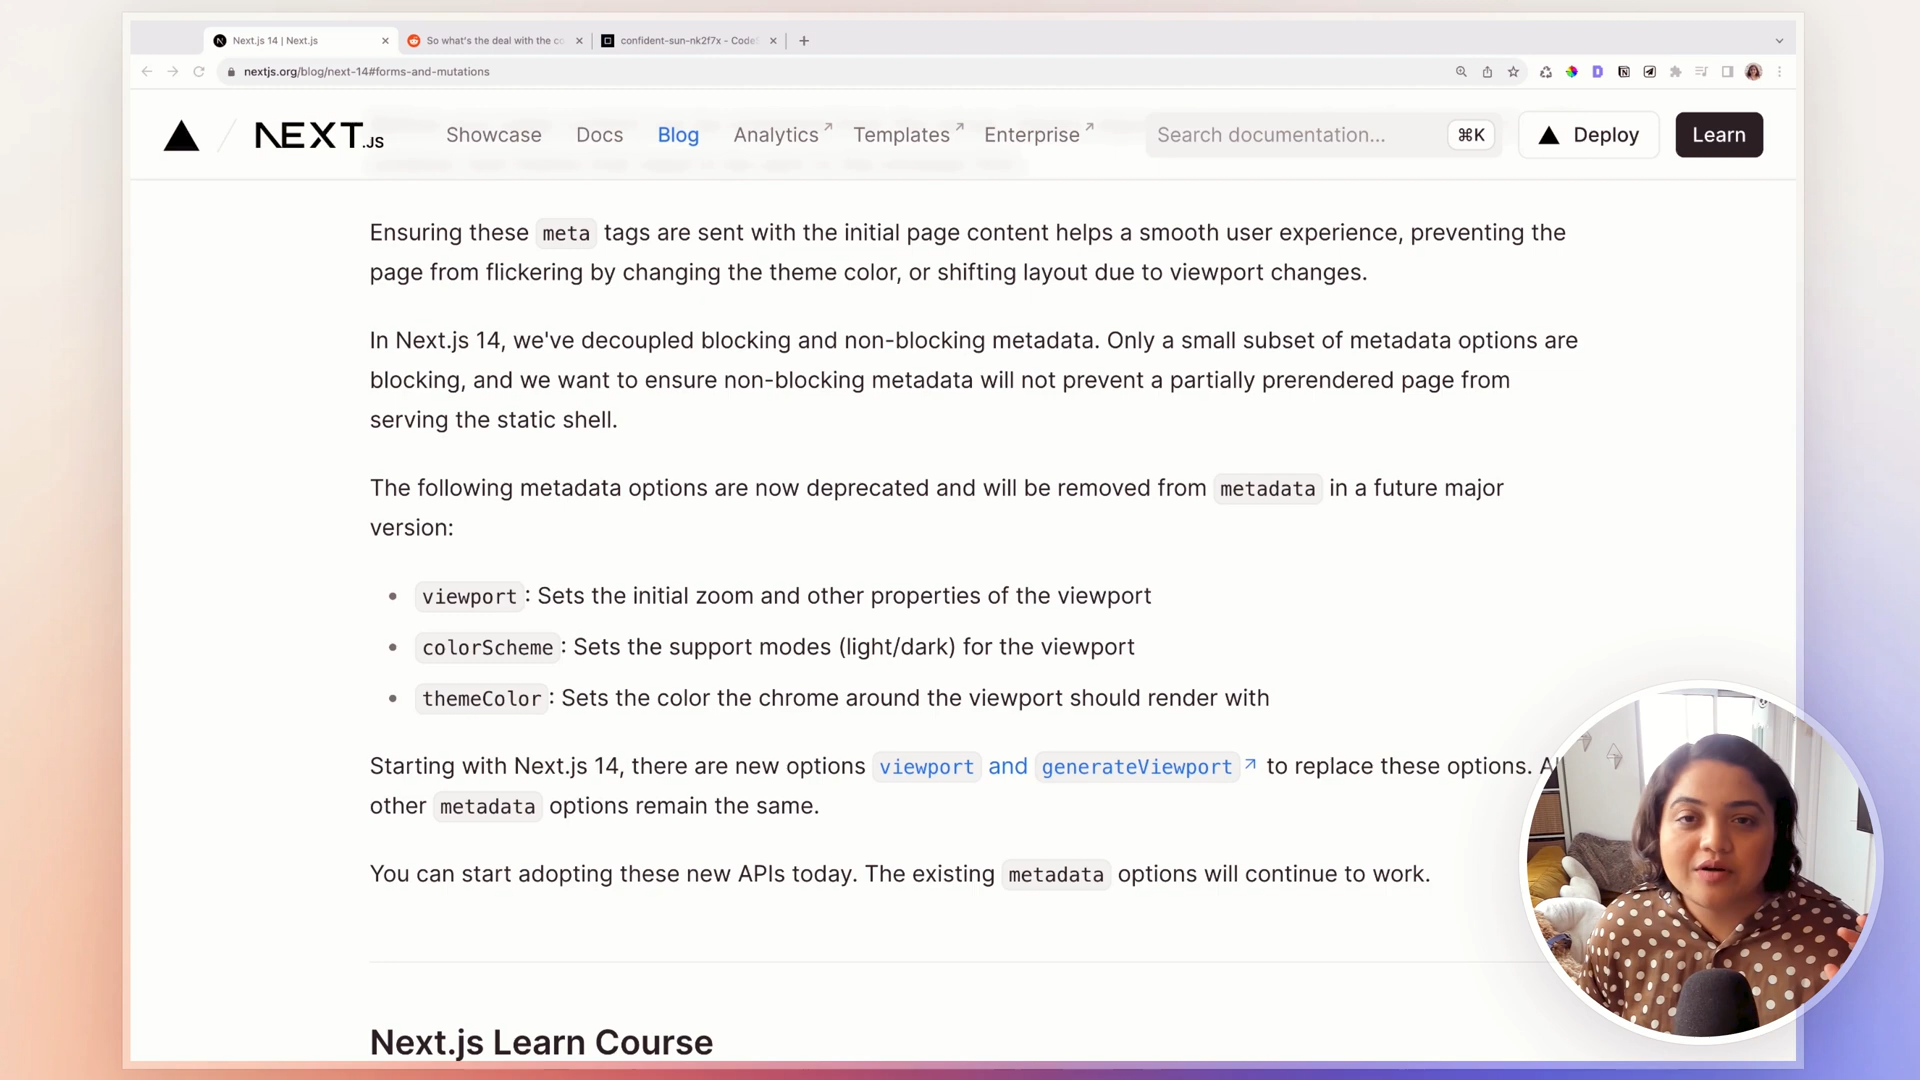 Next.js 14 | Next.js
So what's the deal with the co
confident-sun-nk2f7x - Code
nextjs.org/blog/next-14#forms-and-mutations
NEXT.JS
Showcase
Docs
Blog
Analytics
Templates
Enterprise
Search documentation...
⌘K
Deploy
Learn
Ensuring these meta tags are sent with the initial page content helps a smooth user experience, preventing the
page from flickering by changing the theme color, or shifting layout due to viewport changes.
In Next.js 14, we've decoupled blocking and non-blocking metadata. Only a small subset of metadata options are
blocking, and we want to ensure non-blocking metadata will not prevent a partially prerendered page from
serving the static shell.
The following metadata options are now deprecated and will be removed from metadata in a future major
version:
• viewport: Sets the initial zoom and other properties of the viewport
• colorScheme: Sets the support modes (light/dark) for the viewport
• themeColor: Sets the color the chrome around the viewport should render with
Starting with Next.js 14, there are new options viewport and generateViewport to replace these options.
other metadata options remain the same.
You can start adopting these new APIs today. The existing metadata options will continue to work.
Next.js Learn Course